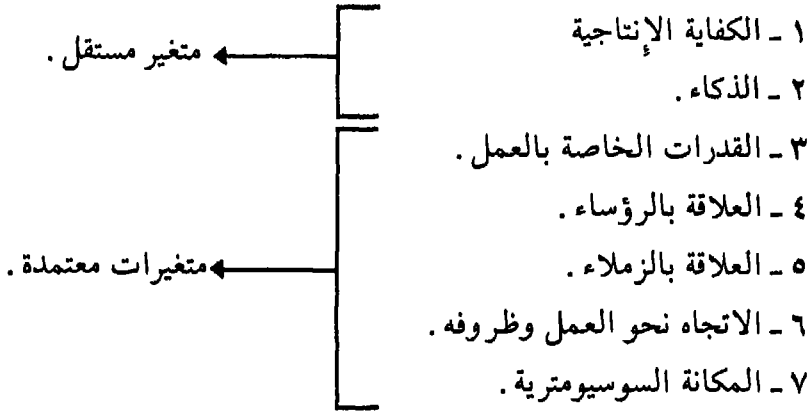 ١ ـ الكفاية الإنتاجية
متغير مستقل .
٢ ـ الذكاء .
٣ ـ القدرات الخاصة بالعمل .
٤ ـ العلاقة بالرؤساء .
٥ ـ العلاقة بالزملاء .
متغيرات معتمدة .
٦ ـ الاتجاه نحو العمل وظروفه .
٧ ـ المكانة السوسيومترية .